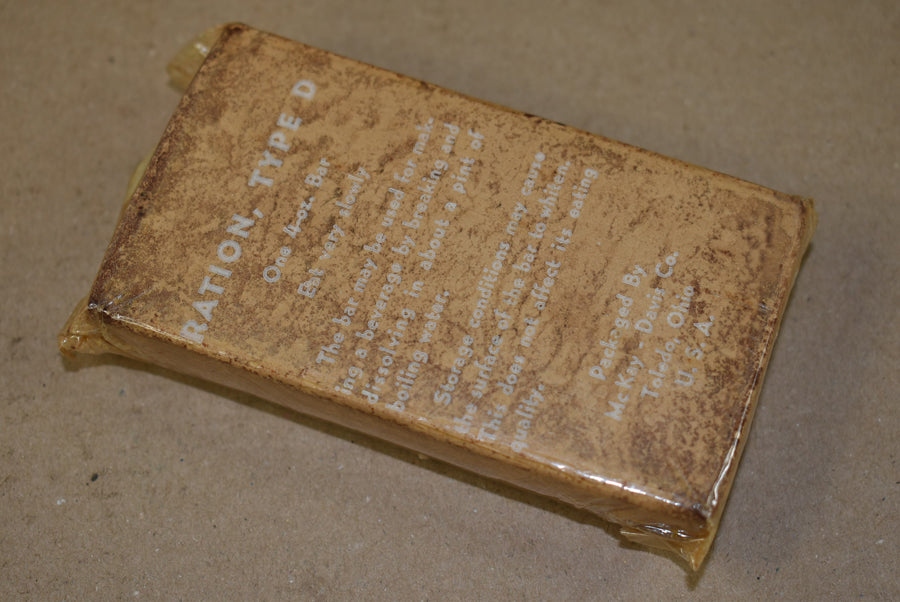 RATION, TYPE D
One 4-oz. Bar
Eat very slowly
The bar may be used for mak-
ing a beverage by breaking and
dissolving in about a pint of
boiling water.
Storage conditions may cause
the surface of the bar to whiten.
This does not affect its eating
quality.
Packaged By
McKay-Davis Co.
Toledo, Ohio
U. S. A.